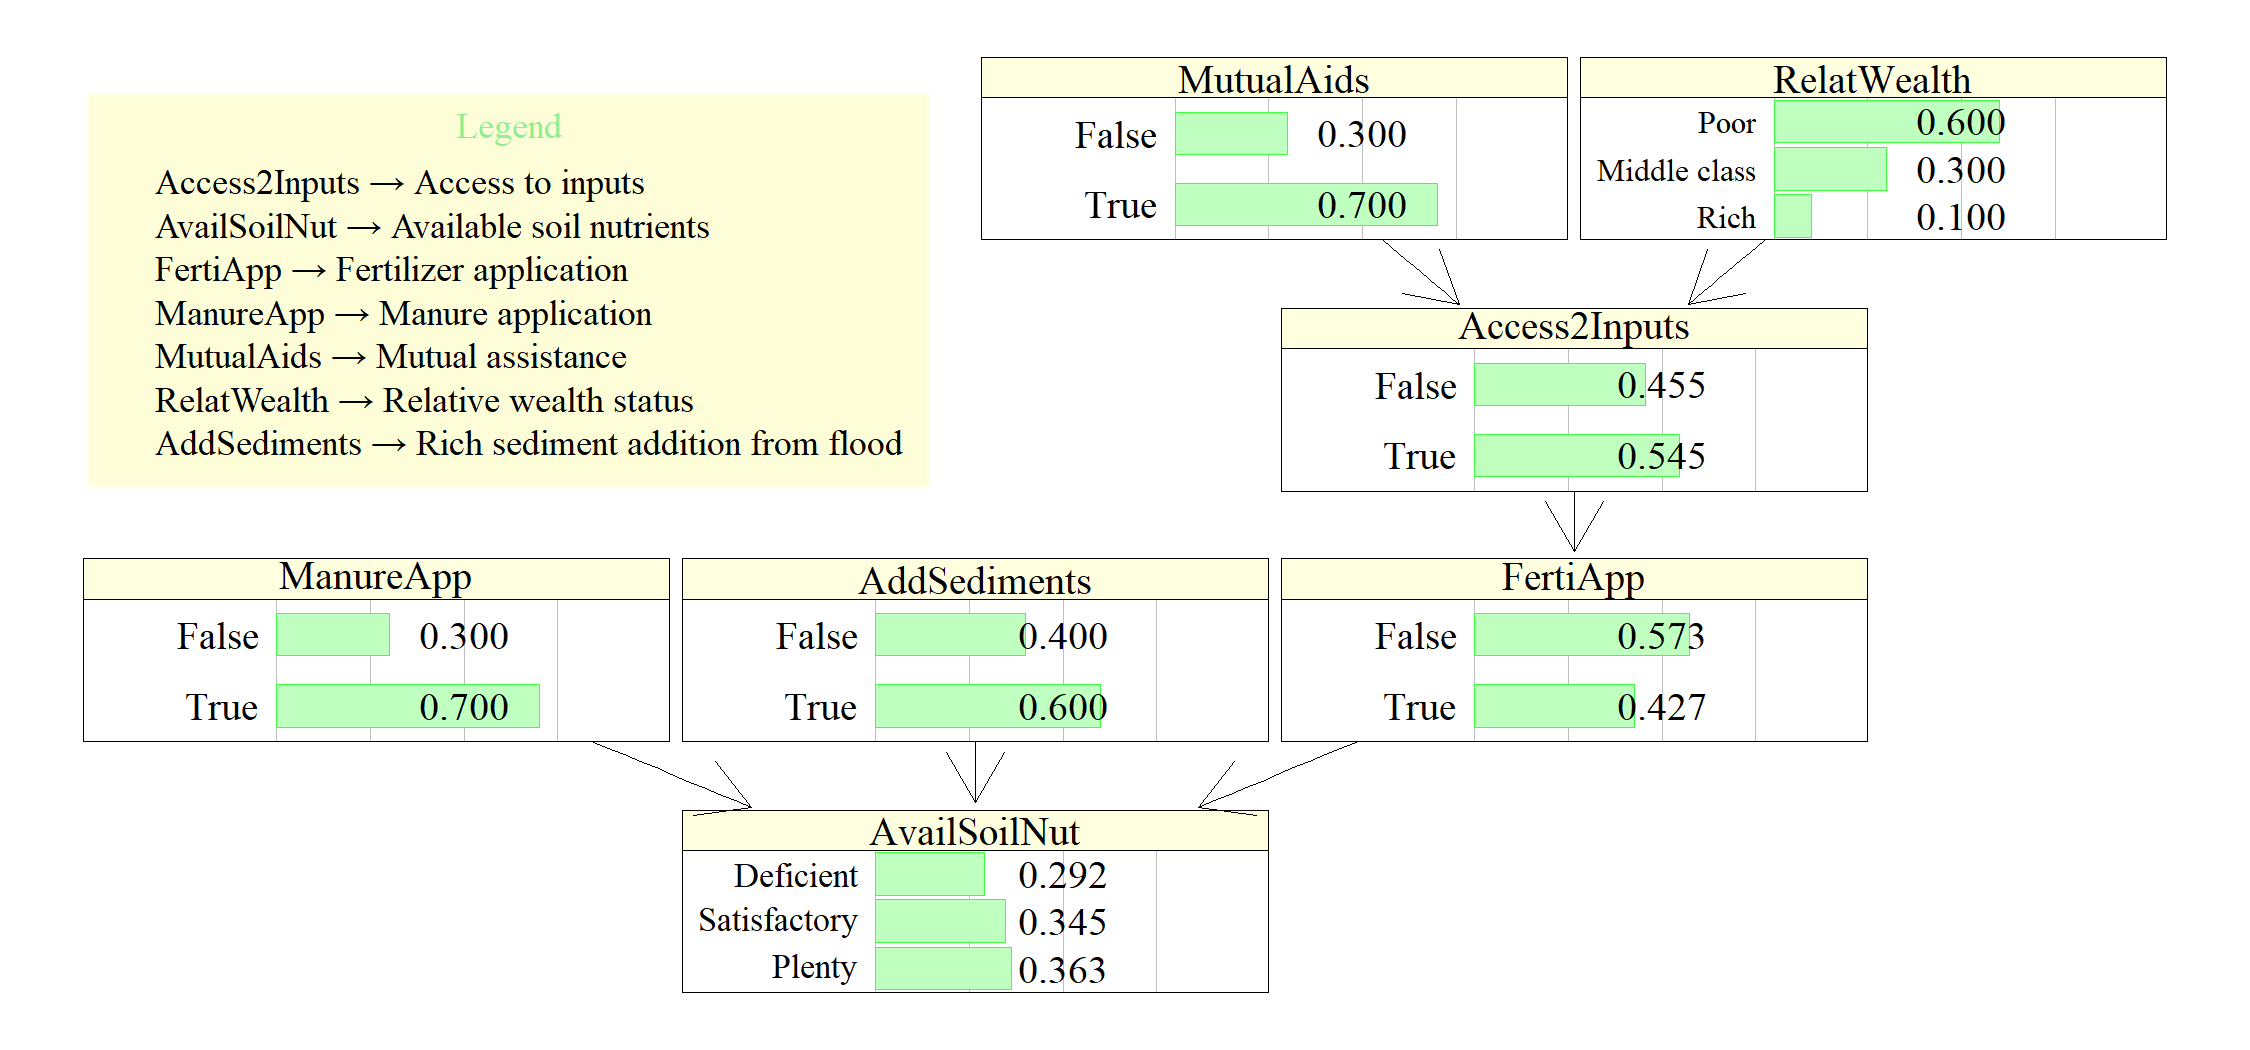 Legend
Access2Inputs → Access to inputs
AvailSoilNut → Available soil nutrients
FertiApp → Fertilizer application
ManureApp → Manure application
MutualAids → Mutual assistance
RelatWealth → Relative wealth status
AddSediments → Rich sediment addition from flood
MutualAids
False 0.300
True 0.700
RelatWealth
Poor 0.600
Middle class 0.300
Rich 0.100
Access2Inputs
False 0.455
True 0.545
ManureApp
False 0.300
True 0.700
AddSediments
False 0.400
True 0.600
FertiApp
False 0.573
True 0.427
AvailSoilNut
Deficient 0.292
Satisfactory 0.345
Plenty 0.363